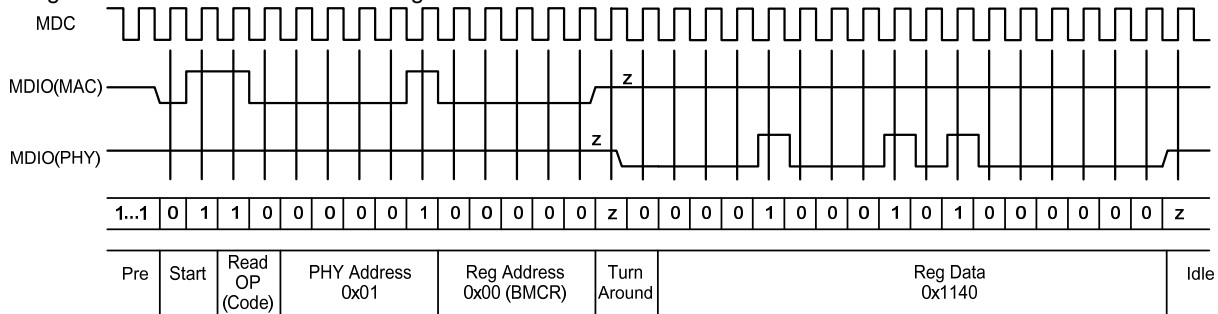 MDC
MDIO(MAC)
z
MDIO(PHY)
z
1...1 0 1 1 0 0 0 0 0 1 0 0 0 0 0 z 0 0 0 0 1 0 0 0 1 0 1 0 0 0 0 0 0 z
Pre
Start
Read
OP
(Code)
PHY Address
0x01
Reg Address
0x00 (BMCR)
Turn
Around
Reg Data
0x1140
Idle